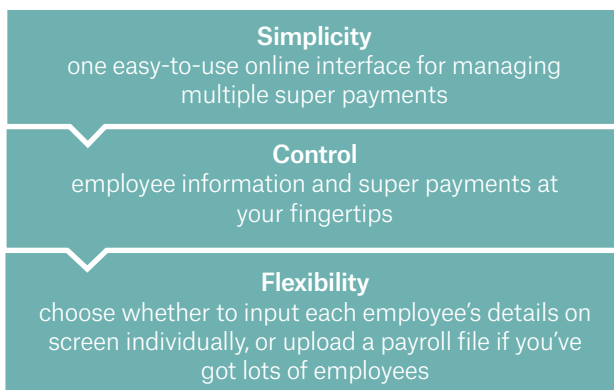 Simplicity
one easy-to-use online interface for managing
multiple super payments
Control
employee information and super payments at
your fingertips
Flexibility
choose whether to input each employee’s details on
screen individually, or upload a payroll file if you’ve
got lots of employees